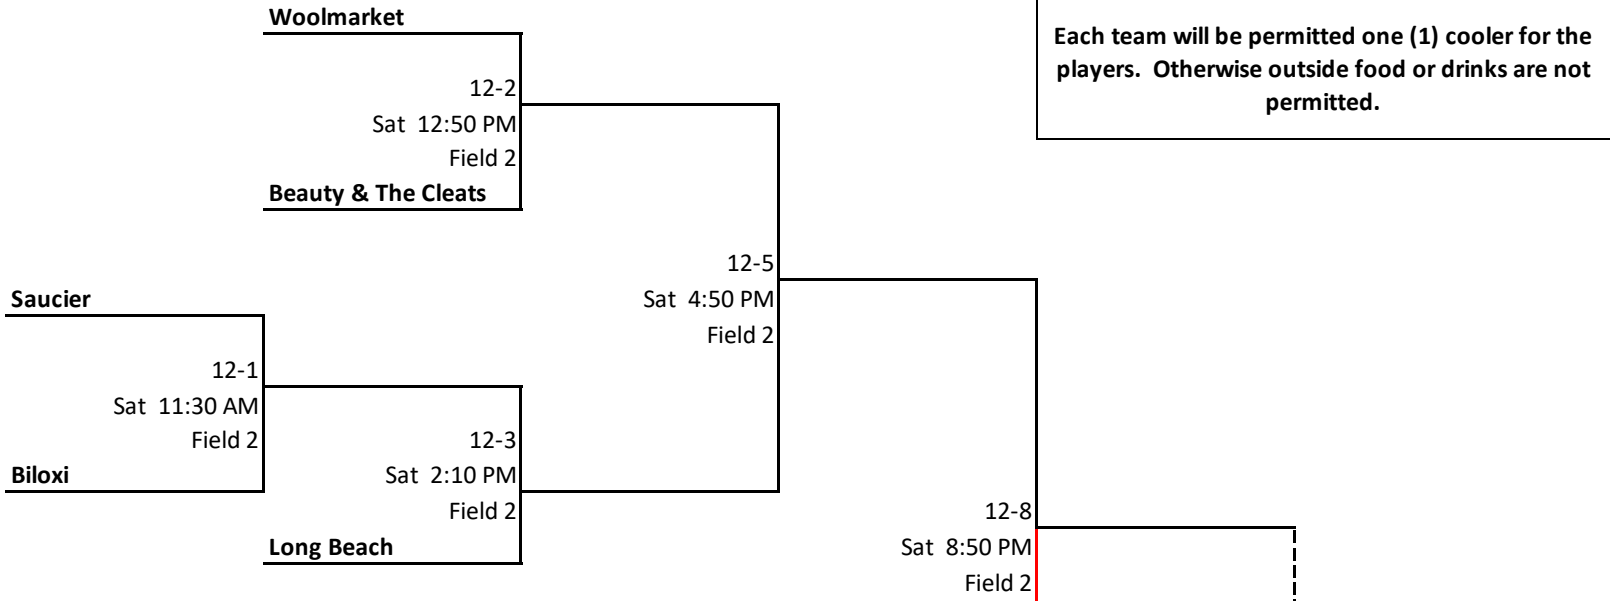 Woolmarket
Each team will be permitted one (1) cooler for the
players.  Otherwise outside food or drinks are not
permitted.
12-2
Sat  12:50 PM
Field 2
Beauty & The Cleats
12-5
Sat  4:50 PM
Field 2
Saucier
12-1
Sat  11:30 AM
Field 2
Biloxi
12-3
Sat  2:10 PM
Field 2
Long Beach
12-8
Sat  8:50 PM
Field 2